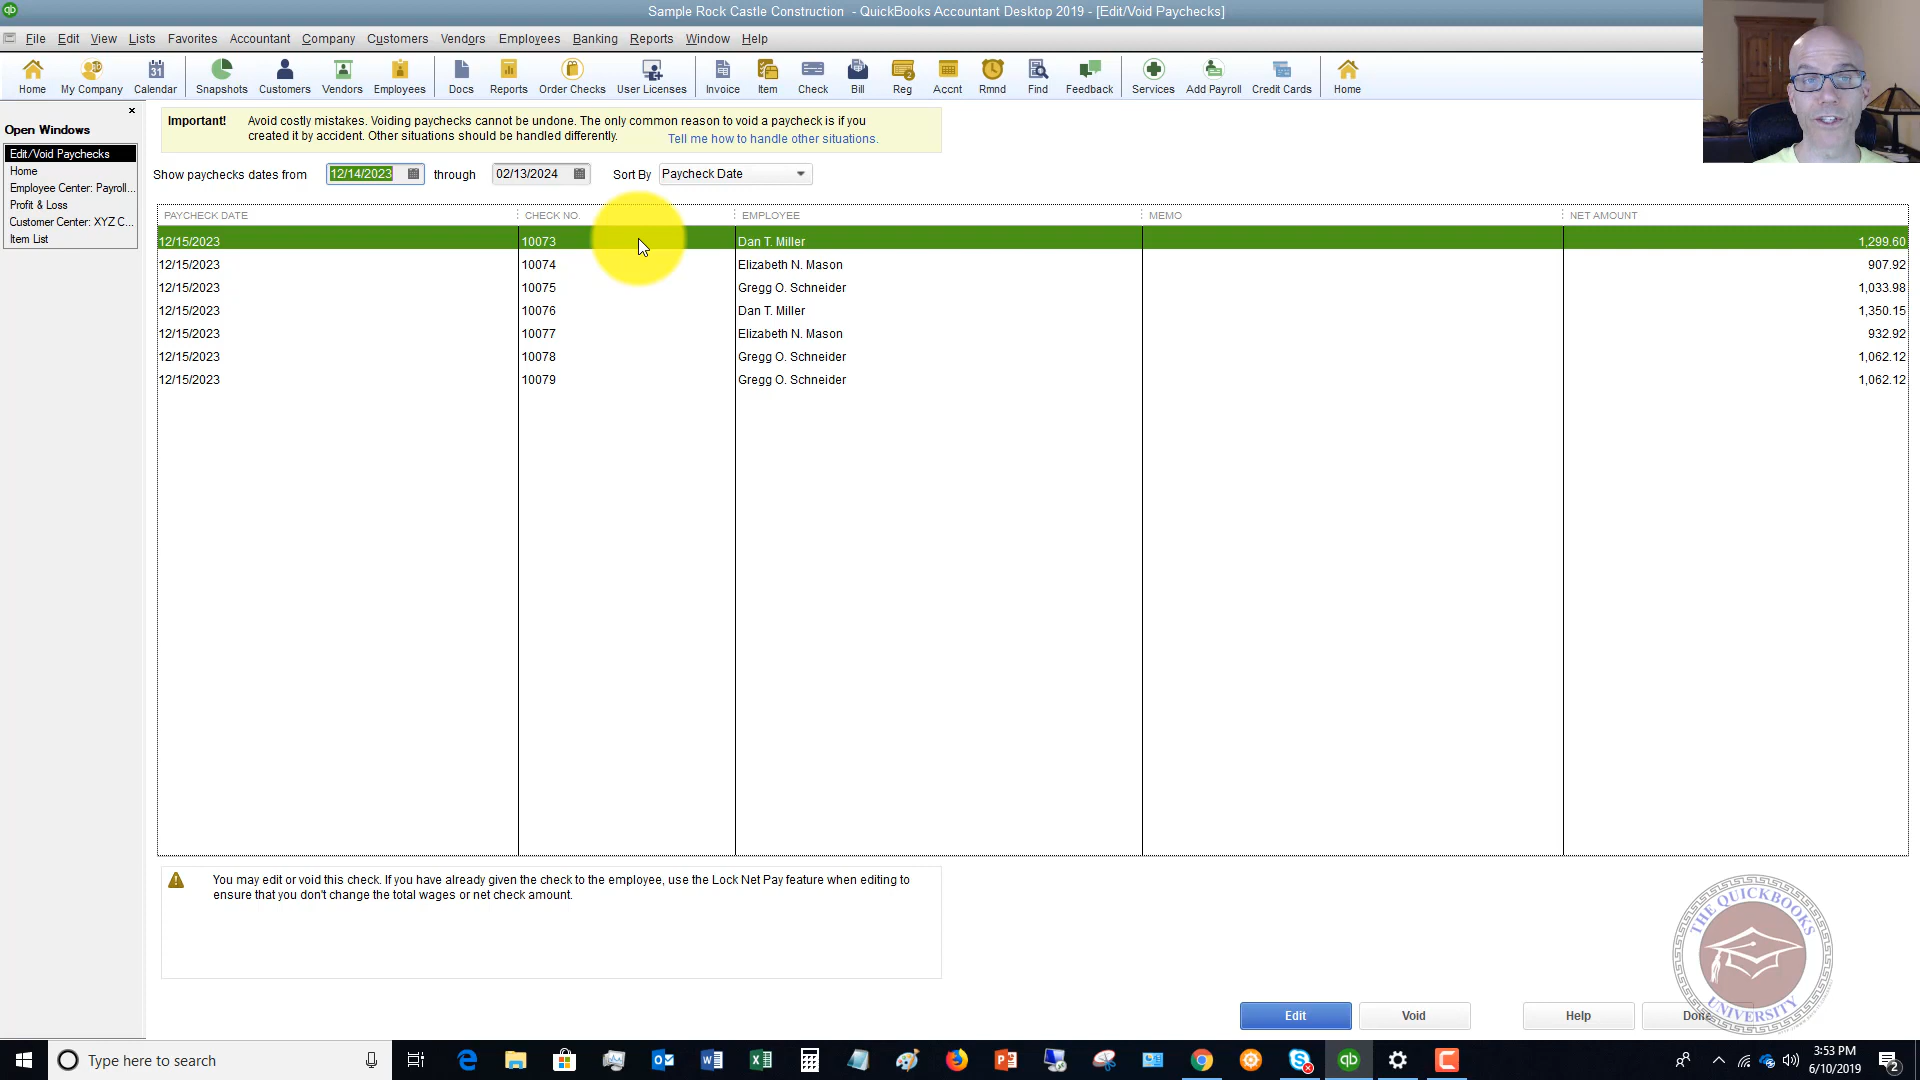 Sample Rock Castle Construction - QuickBooks Accountant Desktop 2019 - [Edit/Void Paychecks]
File Edit View Lists Favorites Accountant Company Customers Vendors Employees Banking Reports Window Help
Home My Company Calendar Snapshots Customers Vendors Employees Docs Reports Order Checks User Licenses Invoice Item Check Bill Reg Accnt Rmnd Find Feedback Services Add Payroll Credit Cards Home
Open Windows
Edit/Void Paychecks
Home
Employee Center: Payroll...
Profit & Loss
Customer Center: XYZ C...
Item List
Important! Avoid costly mistakes. Voiding paychecks cannot be undone. The only common reason to void a paycheck is if you
created it by accident. Other situations should be handled differently. Tell me how to handle other situations.
Show paychecks dates from 12/14/2023 through 02/13/2024 Sort By Paycheck Date
PAYCHECK DATE CHECK NO. EMPLOYEE MEMO NET AMOUNT
12/15/2023 10073 Dan T. Miller 1,299.60
12/15/2023 10074 Elizabeth N. Mason 907.92
12/15/2023 10075 Gregg O. Schneider 1,033.98
12/15/2023 10076 Dan T. Miller 1,350.15
12/15/2023 10077 Elizabeth N. Mason 932.92
12/15/2023 10078 Gregg O. Schneider 1,062.12
12/15/2023 10079 Gregg O. Schneider 1,062.12
You may edit or void this check. If you have already given the check to the employee, use the Lock Net Pay feature when editing to
ensure that you don't change the total wages or net check amount.
THE QUICKBOOKS
UNIVERSITY
Edit Void Help Done
Type here to search
3:53 PM
6/10/2019
2